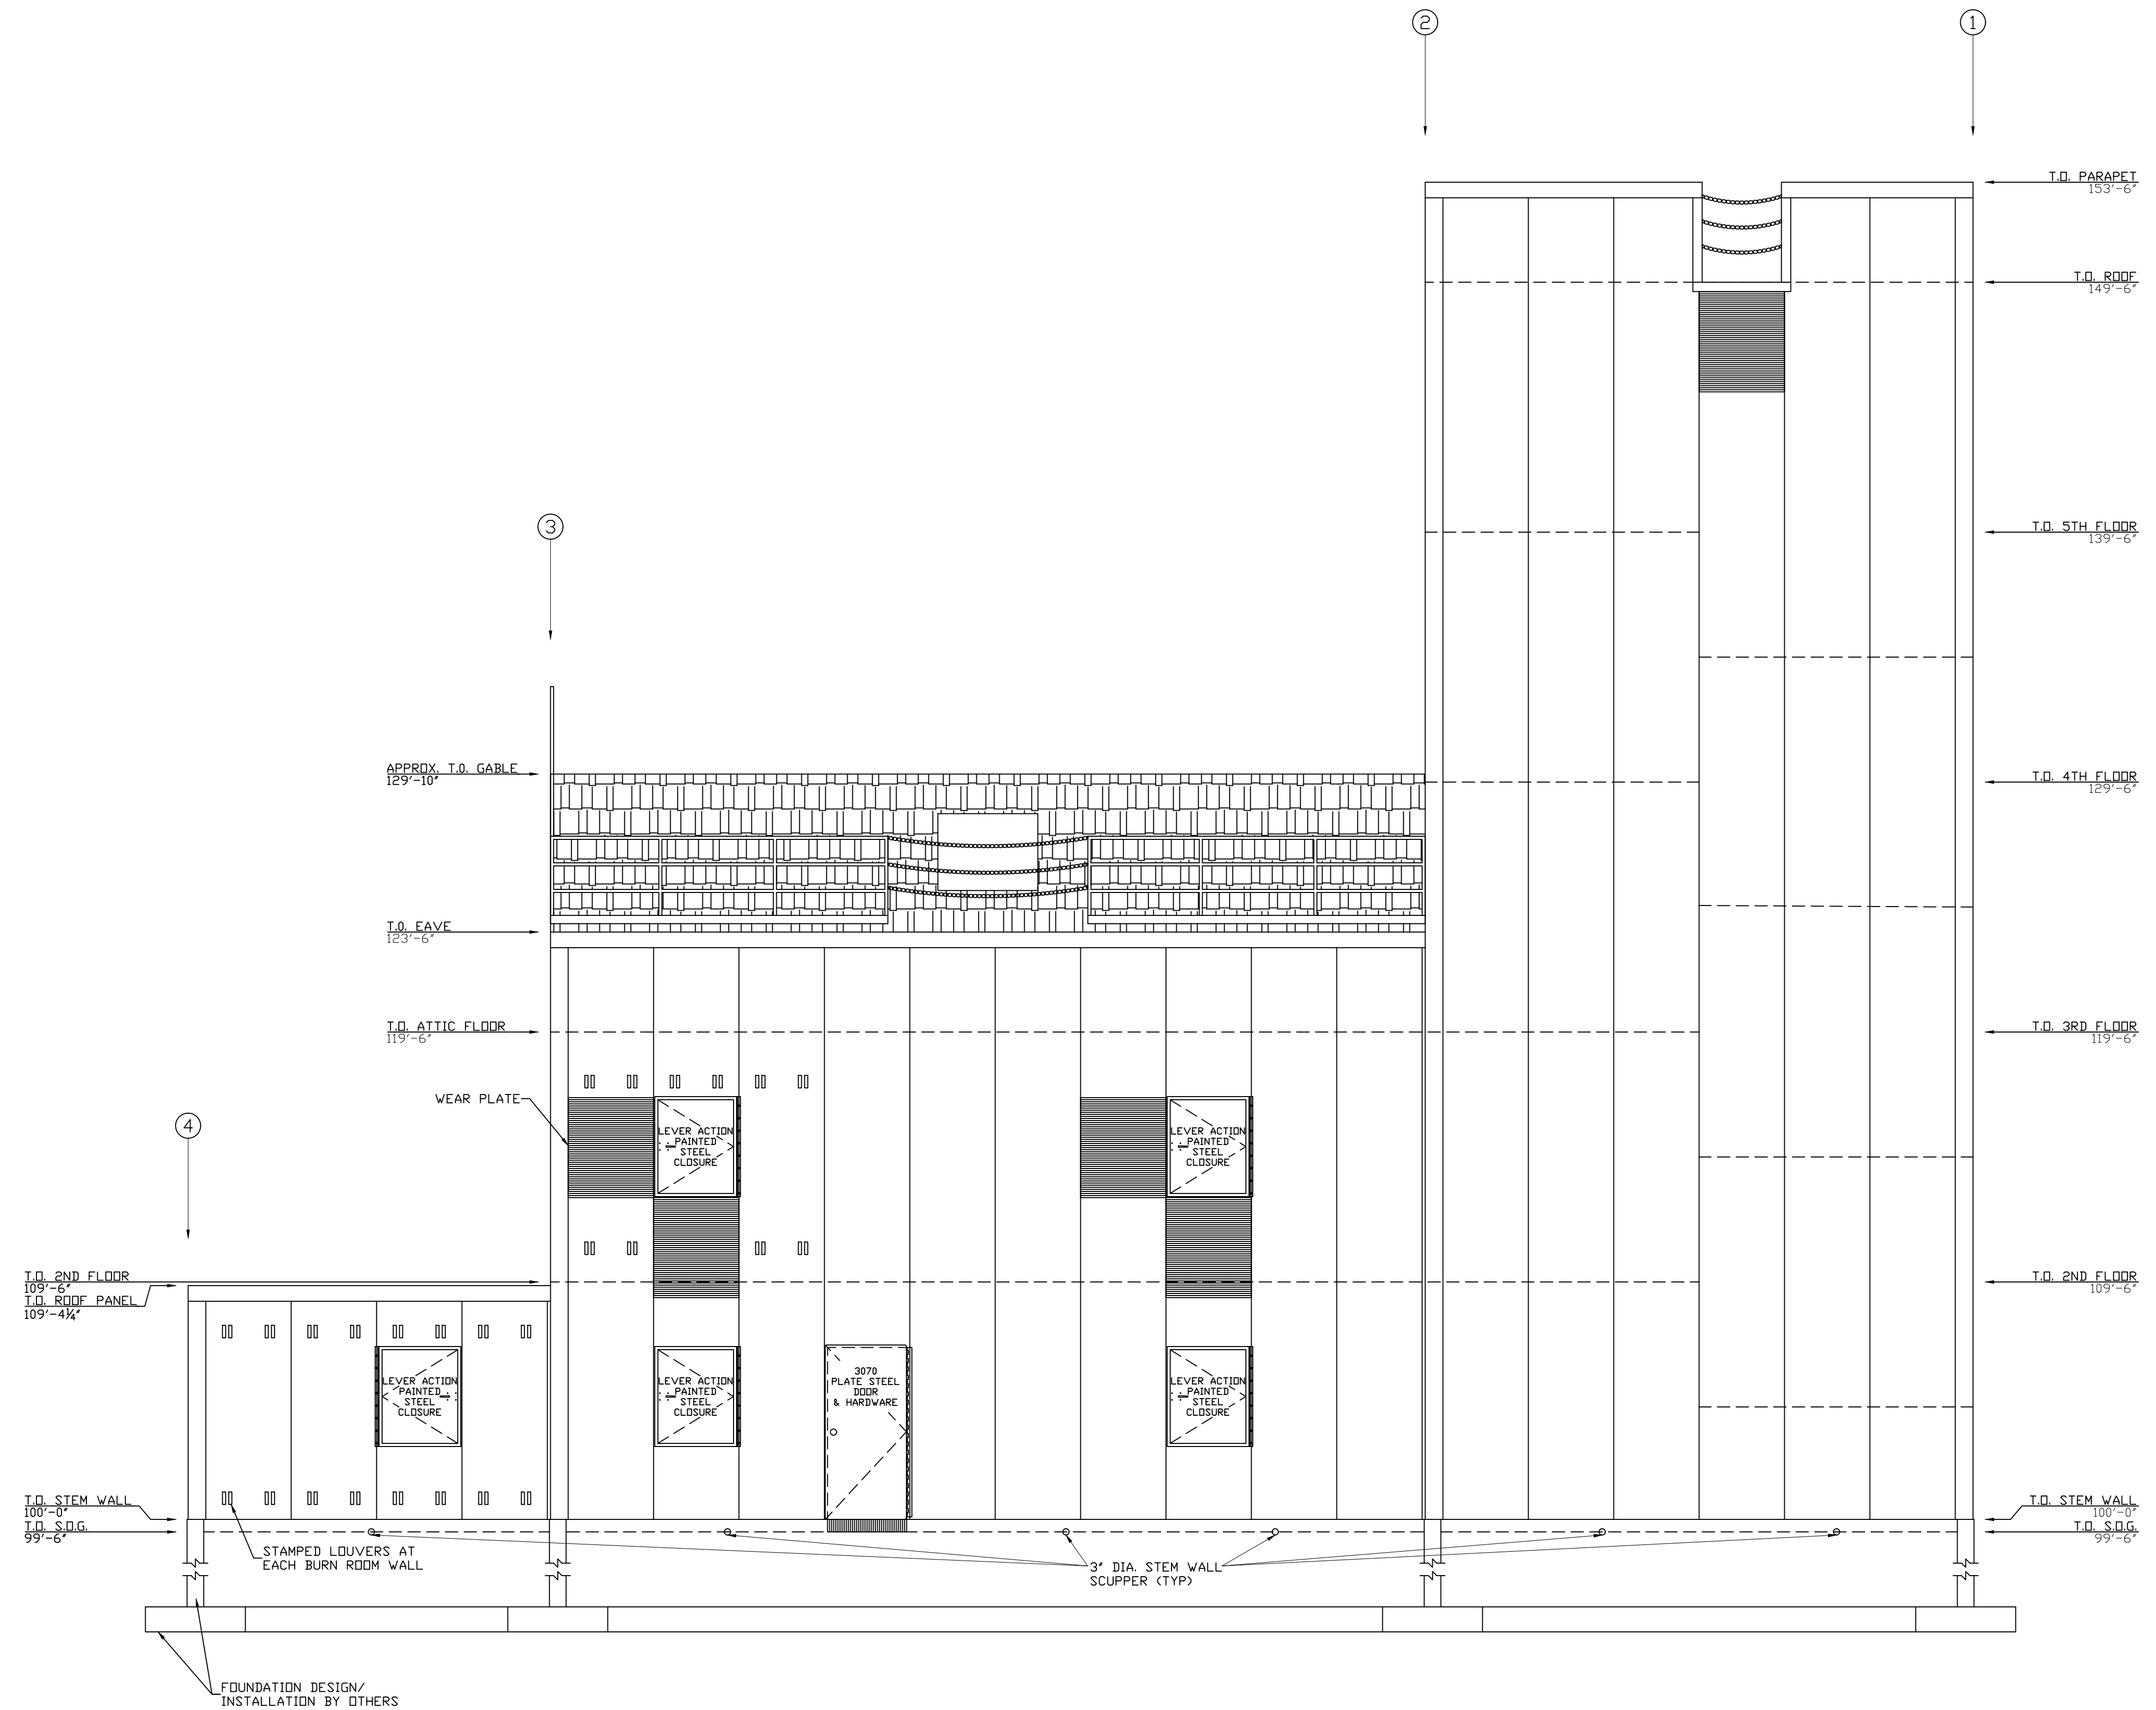 2
1
T.O. PARAPET
153'-6"
T.O. ROOF
149'-6"
3
T.O. 5TH FLOOR
139'-6"
APPROX. T.O. GABLE
129'-10"
T.O. 4TH FLOOR
129'-6"
T.O. EAVE
123'-6"
T.O. ATTIC FLOOR
119'-6"
T.O. 3RD FLOOR
119'-6"
WEAR PLATE
4
LEVER ACTION
PAINTED
STEEL
CLOSURE
LEVER ACTION
PAINTED
STEEL
CLOSURE
T.O. 2ND FLOOR
109'-6"
T.O. ROOF PANEL
109'-4¼"
T.O. 2ND FLOOR
109'-6"
LEVER ACTION
PAINTED
STEEL
CLOSURE
LEVER ACTION
PAINTED
STEEL
CLOSURE
3070
PLATE STEEL
DOOR
& HARDWARE
LEVER ACTION
PAINTED
STEEL
CLOSURE
T.O. STEM WALL
100'-0"
T.O. S.O.G.
99'-6"
T.O. STEM WALL
100'-0"
T.O. S.O.G.
99'-6"
STAMPED LOUVERS AT
EACH BURN ROOM WALL
3" DIA. STEM WALL
SCUPPER (TYP)
FOUNDATION DESIGN/
INSTALLATION BY OTHERS